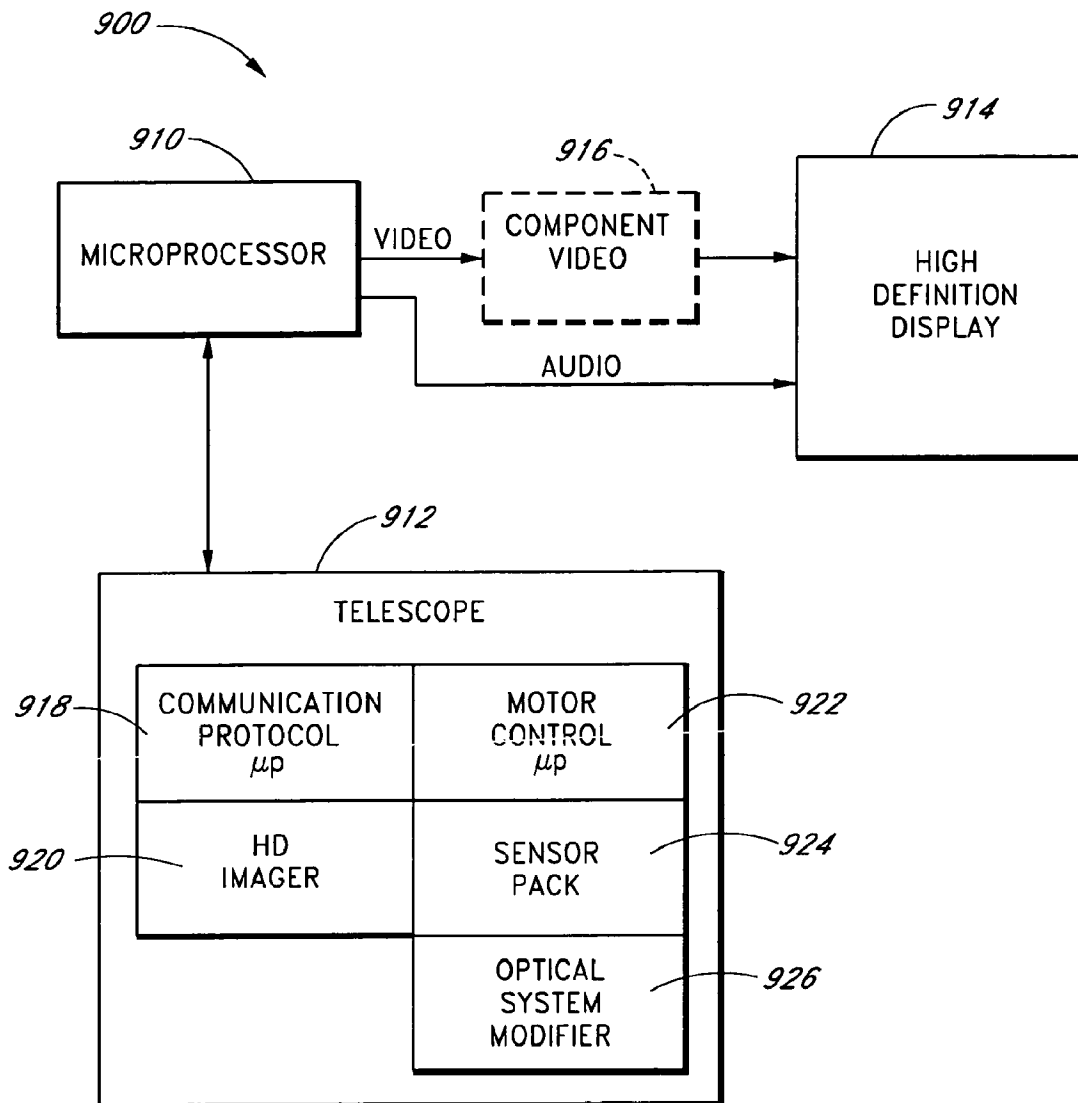 900
910
916
914
MICROPROCESSOR
VIDEO
COMPONENT
VIDEO
HIGH
DEFINITION
DISPLAY
AUDIO
912
TELESCOPE
918
COMMUNICATION
PROTOCOL
μp
MOTOR
CONTROL
μp
922
920
HD
IMAGER
SENSOR
PACK
924
OPTICAL
SYSTEM
MODIFIER
926